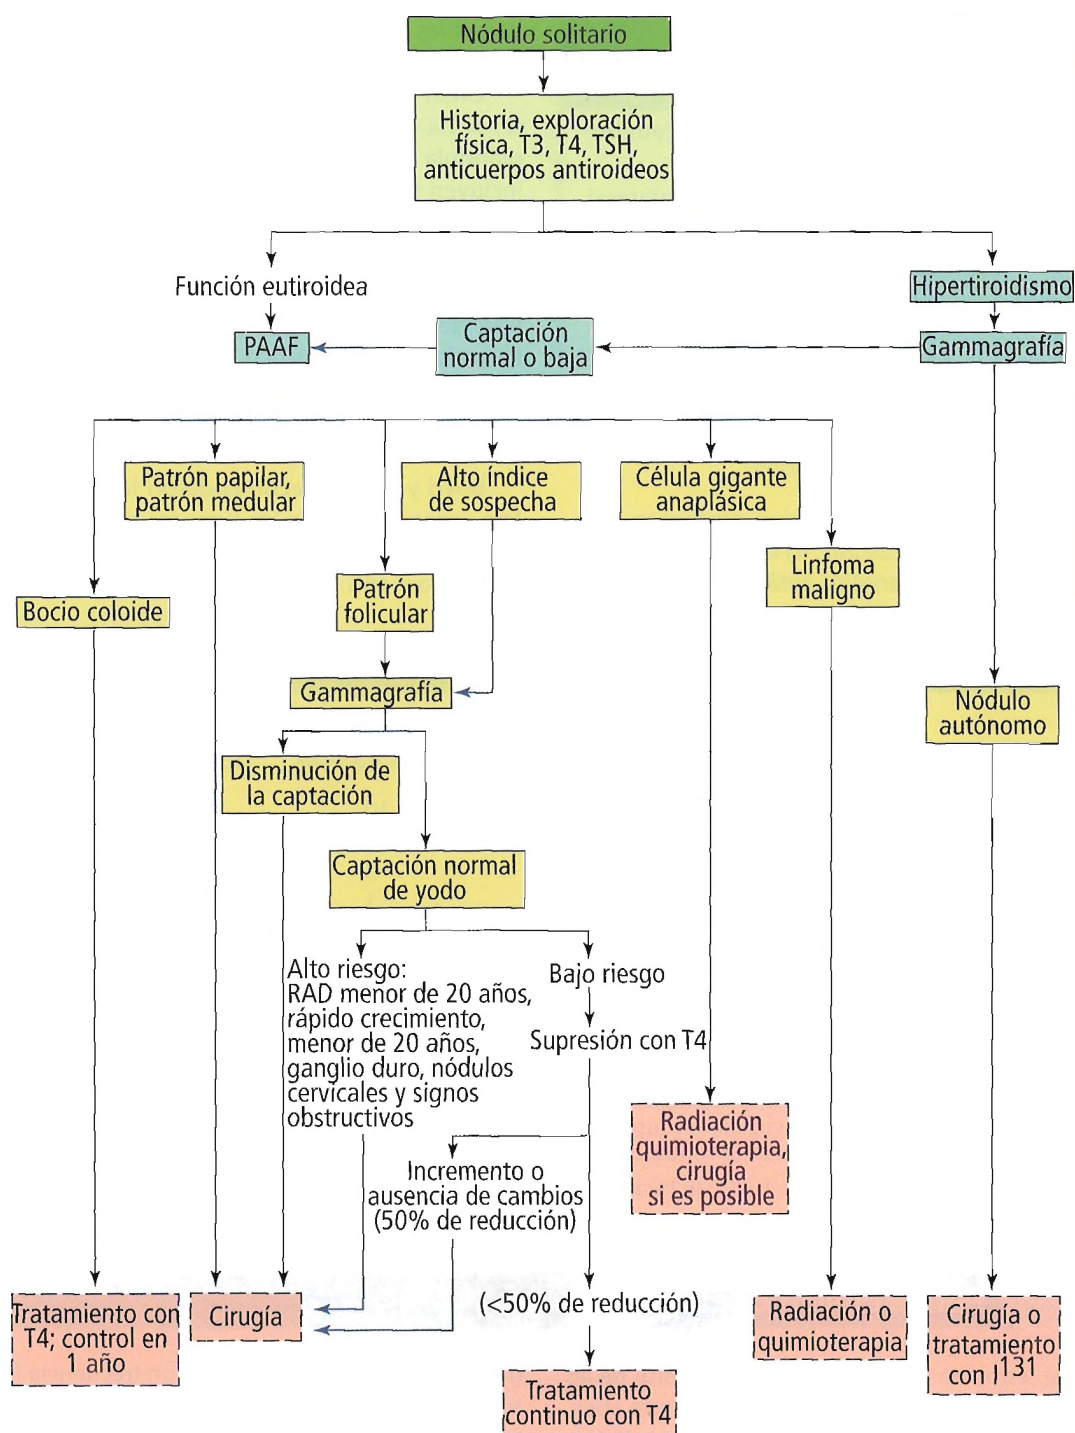 Nódulo solitario
Historia, exploración
física, T3, T4, TSH,
anticuerpos antiroideos
Función eutiroidea
Hipertiroidismo
PAAF
Captación
normal o baja
Gammagrafía
Patrón papilar,
patrón medular
Alto índice
de sospecha
Célula gigante
anaplásica
Linfoma
maligno
Bocio coloide
Patrón
folicular
Gammagrafía
Nódulo
autónomo
Disminución de
la captación
Captación normal
de yodo
Alto riesgo:
RAD menor de 20 años,
rápido crecimiento,
menor de 20 años,
ganglio duro, nódulos
cervicales y signos
obstructivos
Bajo riesgo
Supresión con T4
Radiación
quimioterapia,
cirugía
si es posible
Incremento o
ausencia de cambios
(50% de reducción)
(<50% de reducción)
Tratamiento con
T4; control en
1 año
Cirugía
Tratamiento
continuo con T4
Radiación o
quimioterapia
Cirugía o
tratamiento
con I131